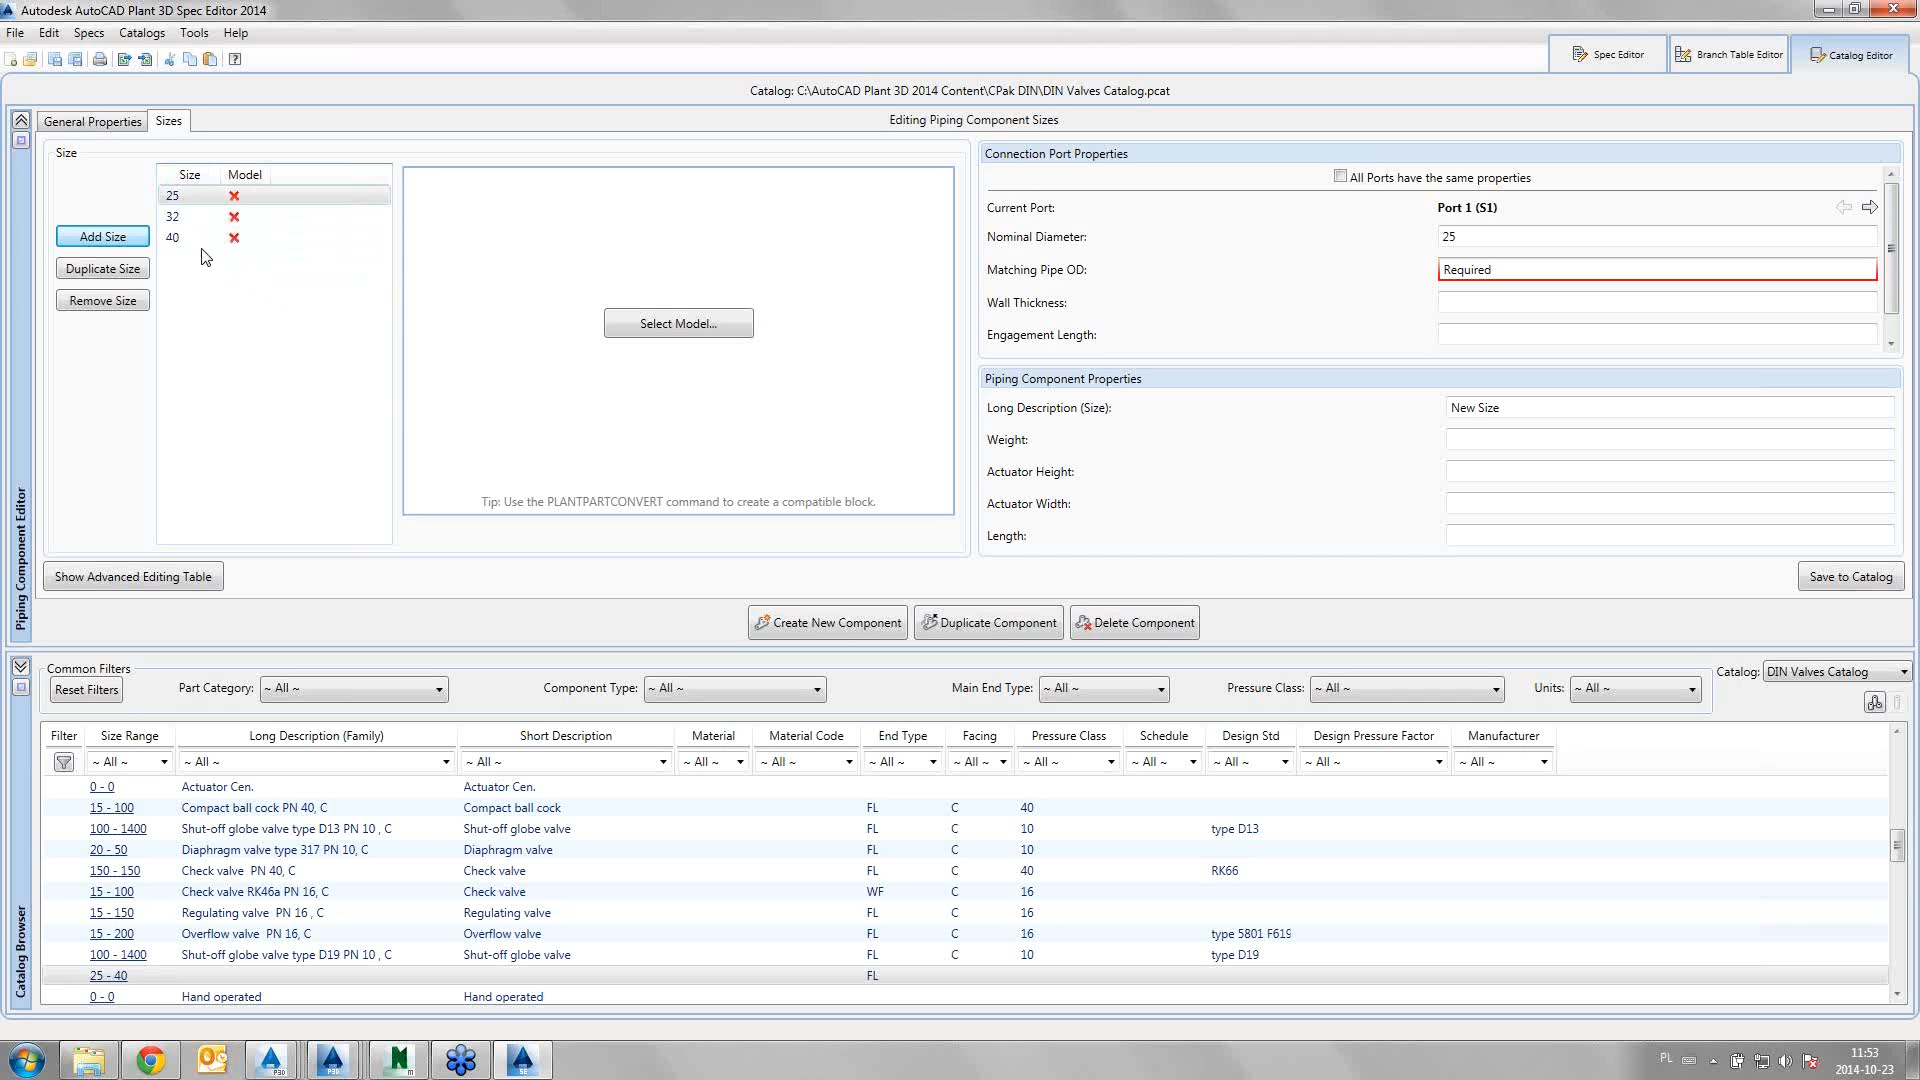 Autodesk AutoCAD Plant 3D Spec Editor 2014
File Edit Specs Catalogs Tools Help
Spec Editor Branch Table Editor Catalog Editor
Catalog: C:\AutoCAD Plant 3D 2014 Content\CPak DIN\DIN Valves Catalog.pcat
General Properties Sizes
Editing Piping Component Sizes
Size
Size Model
25
32
40
Add Size
Duplicate Size
Remove Size
Select Model...
Tip: Use the PLANTPARTCONVERT command to create a compatible block.
Connection Port Properties
All Ports have the same properties
Current Port: Port 1 (S1)
Nominal Diameter: 25
Matching Pipe OD: Required
Wall Thickness:
Engagement Length:
Piping Component Properties
Long Description (Size): New Size
Weight:
Actuator Height:
Actuator Width:
Length:
Piping Component Editor
Show Advanced Editing Table
Save to Catalog
Create New Component Duplicate Component Delete Component
Common Filters
Reset Filters Part Category: ~ All ~ Component Type: ~ All ~ Main End Type: ~ All ~ Pressure Class: ~ All ~ Units: ~ All ~ Catalog: DIN Valves Catalog
Filter Size Range Long Description (Family) Short Description Material Material Code End Type Facing Pressure Class Schedule Design Std Design Pressure Factor Manufacturer
~ All ~ ~ All ~ ~ All ~ ~ All ~ ~ All ~ ~ All ~ ~ All ~ ~ All ~ ~ All ~ ~ All ~ ~ All ~ ~ All ~
0 - 0 Actuator Cen. Actuator Cen.
15 - 100 Compact ball cock PN 40, C Compact ball cock FL C 40
100 - 1400 Shut-off globe valve type D13 PN 10 , C Shut-off globe valve FL C 10 type D13
20 - 50 Diaphragm valve type 317 PN 10, C Diaphragm valve FL C 10
150 - 150 Check valve PN 40, C Check valve FL C 40 RK66
15 - 100 Check valve RK46a PN 16, C Check valve WF C 16
15 - 150 Regulating valve PN 16 , C Regulating valve FL C 16
15 - 200 Overflow valve PN 16, C Overflow valve FL C 16 type 5801 F619
100 - 1400 Shut-off globe valve type D19 PN 10 , C Shut-off globe valve FL C 10 type D19
25 - 40 FL
0 - 0 Hand operated Hand operated
Catalog Browser
P3D P3D m SE
PL
11:53
2014-10-23